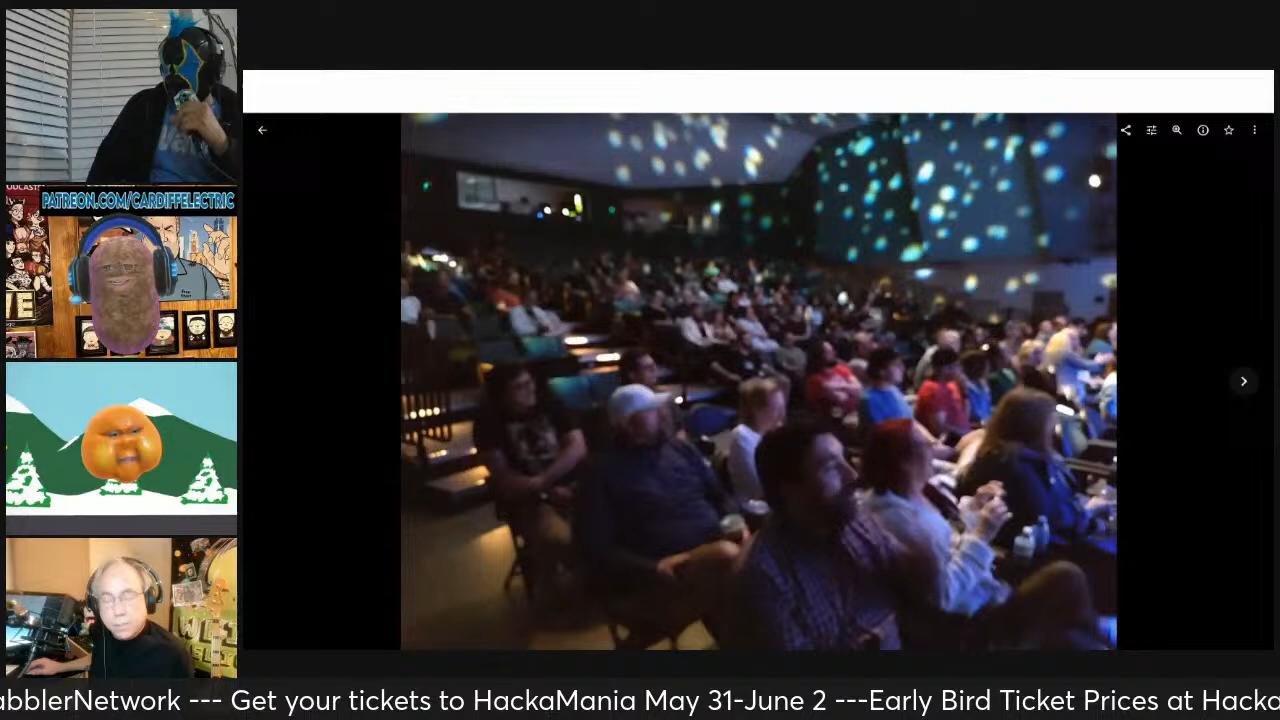 PATREON.COM/CARDIFFELECTRIC
abblerNetwork --- Get your tickets to HackaMania May 31-June 2 ---Early Bird Ticket Prices at Hacka